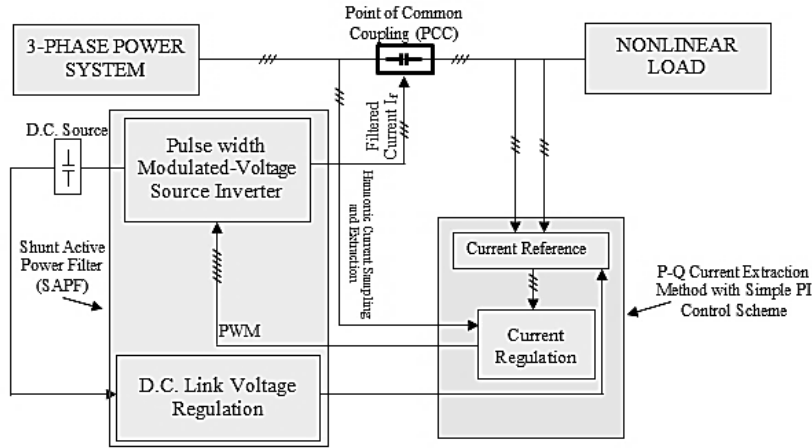 Point of Common
Coupling (PCC)
3-PHASE POWER
SYSTEM
NONLINEAR
LOAD
D.C. Source
Pulse width
Modulated-Voltage
Source Inverter
Filtered
Current If
Harmonic Current Sampling
and Extraction
Shunt Active
Power Filter
(SAPF)
Current Reference
P-Q Current Extraction
Method with Simple PI
Control Scheme
PWM
Current
Regulation
D.C. Link Voltage
Regulation